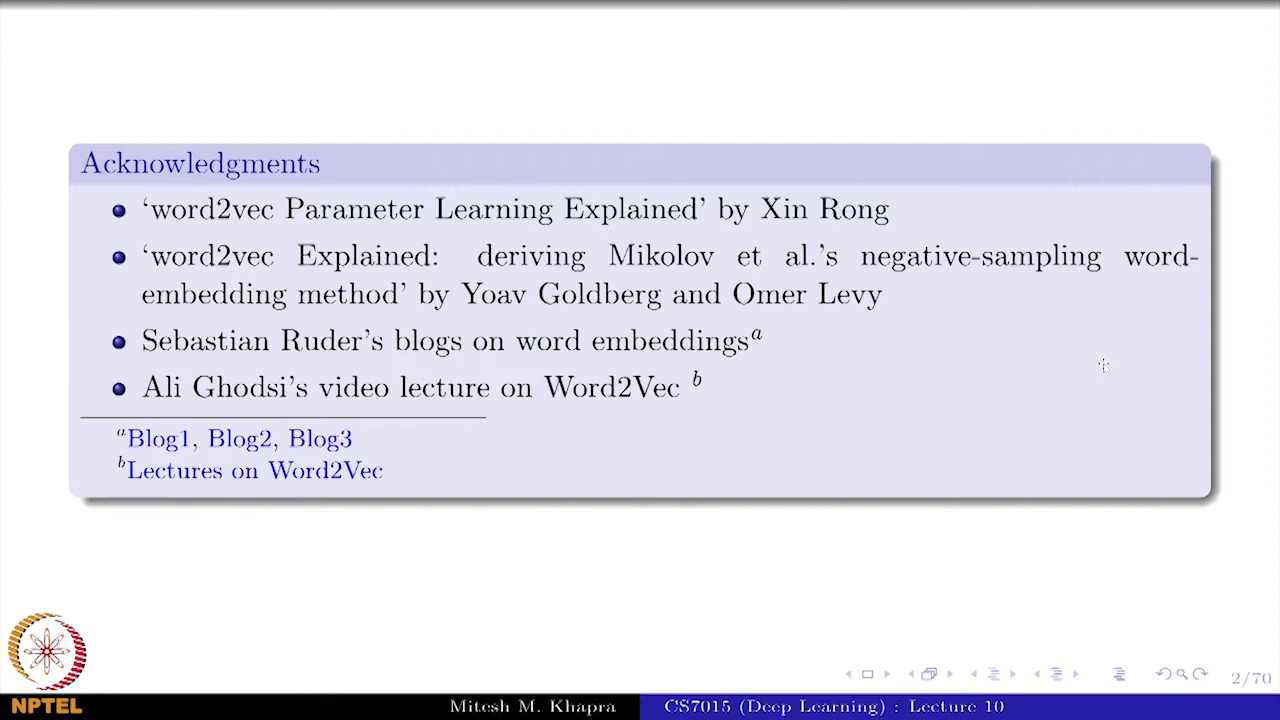 Acknowledgments
‘word2vec Parameter Learning Explained’ by Xin Rong
‘word2vec Explained: deriving Mikolov et al.’s negative-sampling word-
embedding method’ by Yoav Goldberg and Omer Levy
Sebastian Ruder’s blogs on word embeddingsᵃ
Ali Ghodsi’s video lecture on Word2Vec ᵇ
ᵃBlog1, Blog2, Blog3
ᵇLectures on Word2Vec
2/70
NPTEL
Mitesh M. Khapra
CS7015 (Deep Learning) : Lecture 10